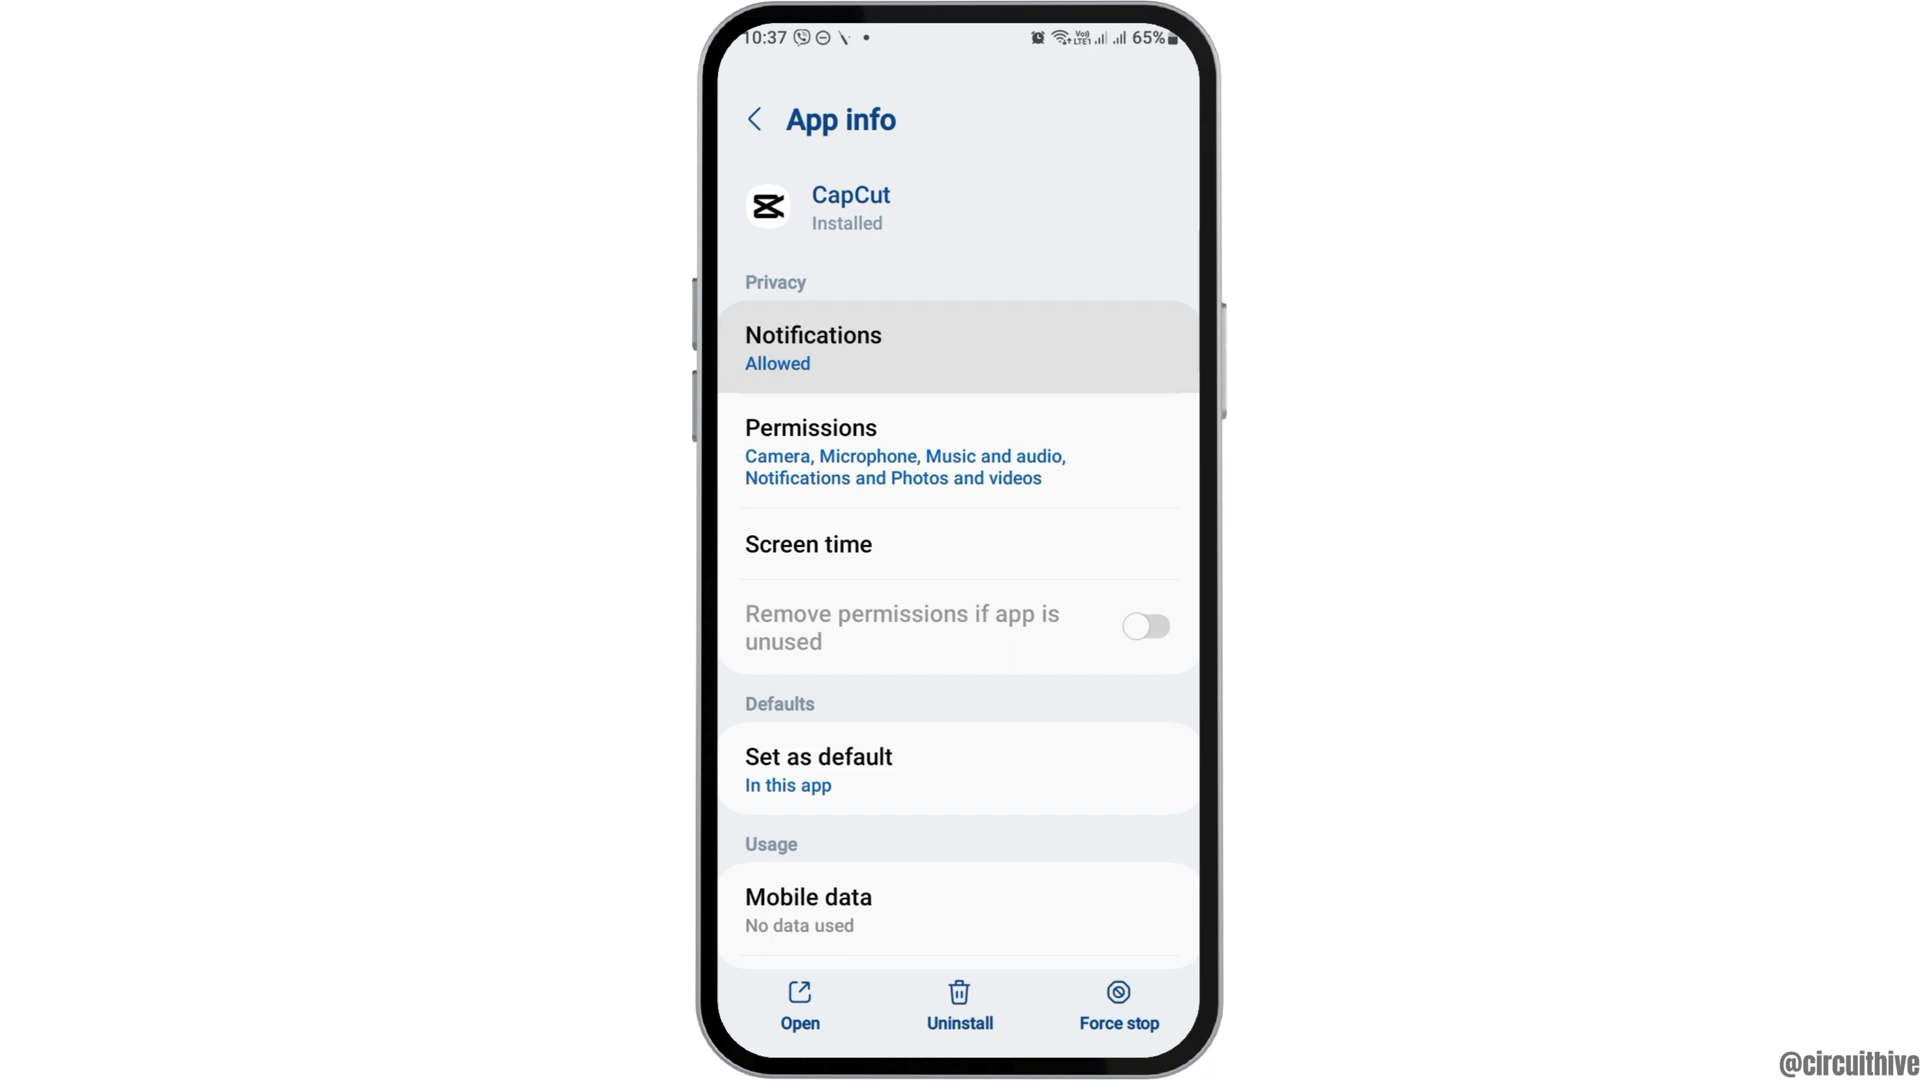 10:37
Vo))
LTE1
65%
App info
CapCut
Installed
Privacy
Notifications
Allowed
Permissions
Camera, Microphone, Music and audio,
Notifications and Photos and videos
Screen time
Remove permissions if app is
unused
Defaults
Set as default
In this app
Usage
Mobile data
No data used
Open
Uninstall
Force stop
@circuithive